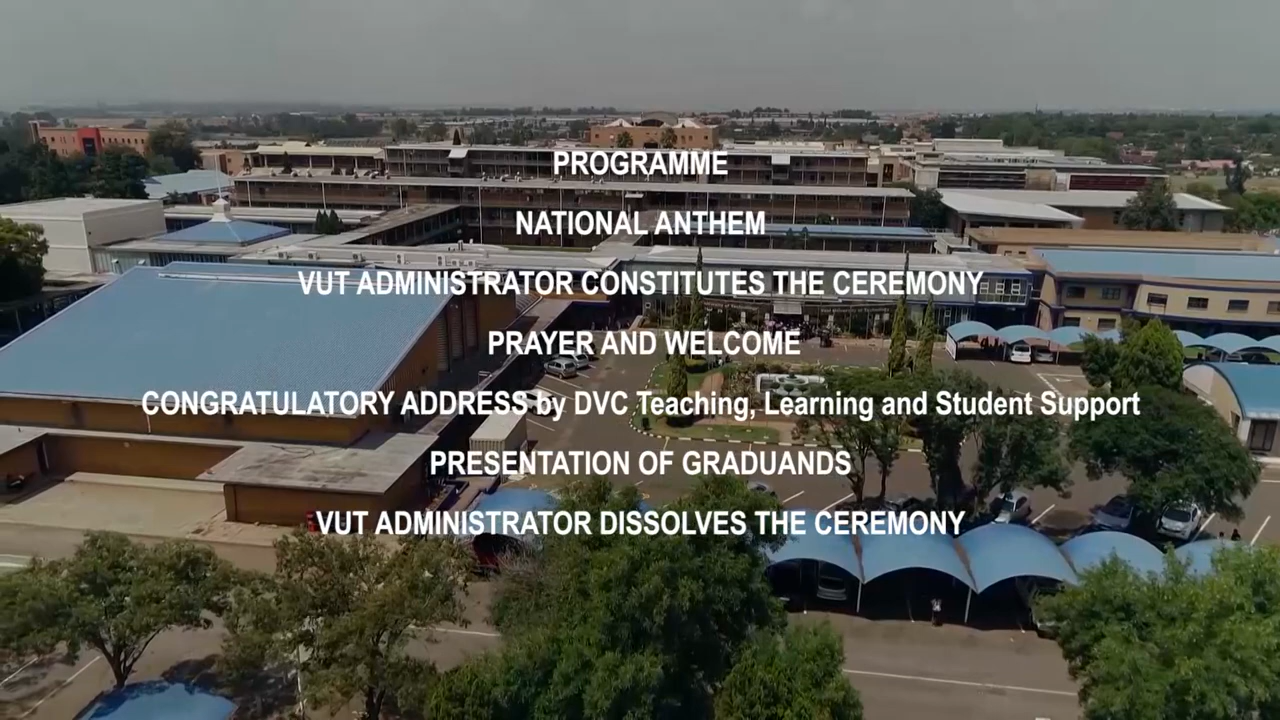 PROGRAMME
NATIONAL ANTHEM
VUT ADMINISTRATOR CONSTITUTES THE CEREMONY
PRAYER AND WELCOME
CONGRATULATORY ADDRESS by DVC Teaching, Learning and Student Support
PRESENTATION OF GRADUANDS
VUT ADMINISTRATOR DISSOLVES THE CEREMONY